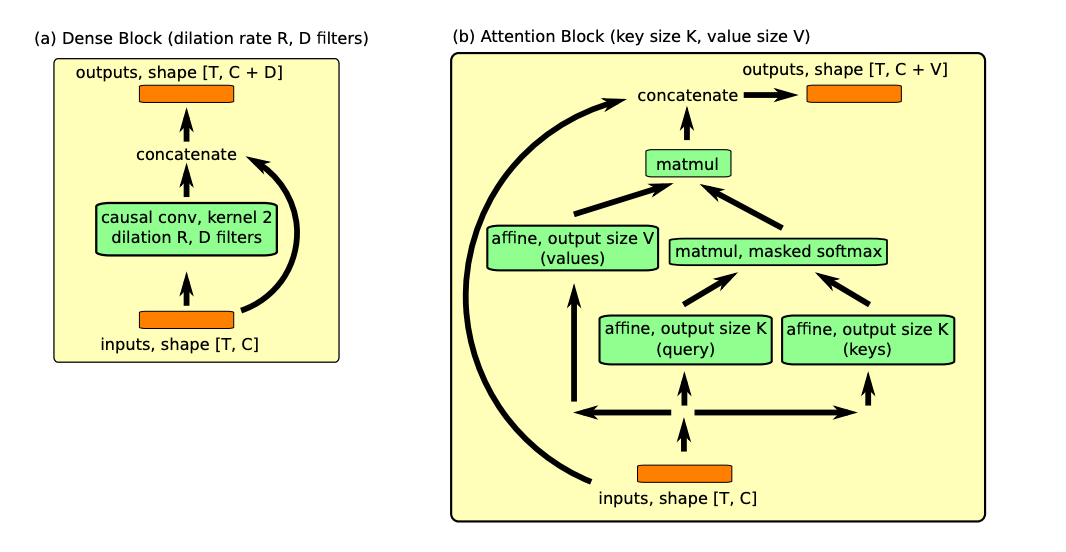 (a) Dense Block (dilation rate R, D filters)
outputs, shape [T, C + D]
concatenate
causal conv, kernel 2
dilation R, D filters
inputs, shape [T, C]
(b) Attention Block (key size K, value size V)
outputs, shape [T, C + V]
concatenate
matmul
affine, output size V
(values)
matmul, masked softmax
affine, output size K
(query)
affine, output size K
(keys)
inputs, shape [T, C]